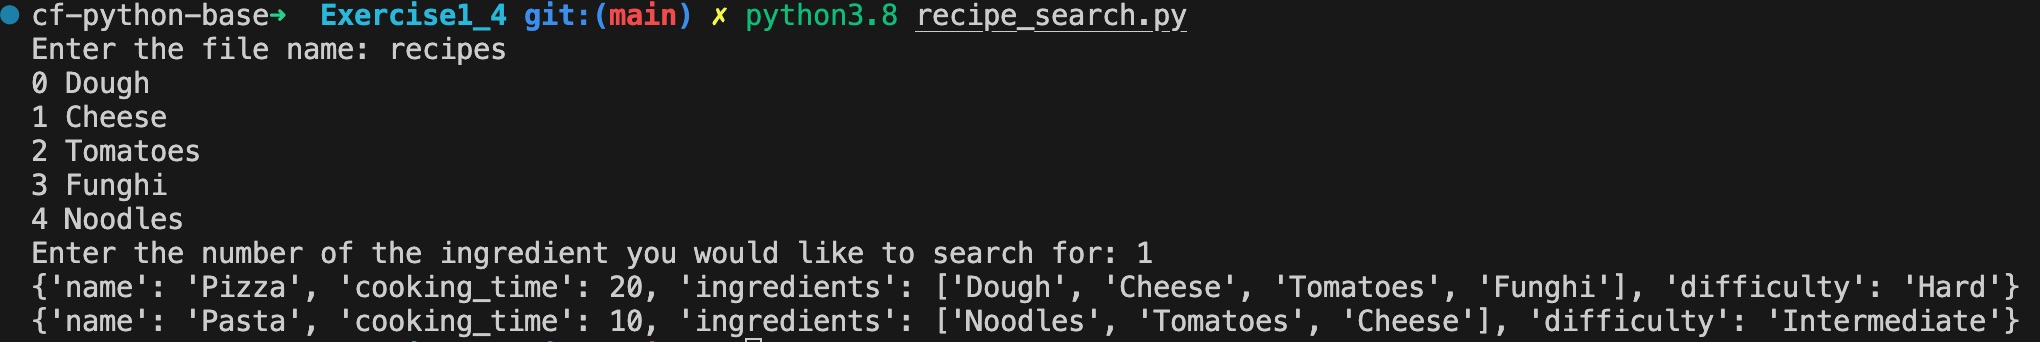 cf-python-base➜  Exercise1_4 git:(main) ✗ python3.8 recipe_search.py
Enter the file name: recipes
0 Dough
1 Cheese
2 Tomatoes
3 Funghi
4 Noodles
Enter the number of the ingredient you would like to search for: 1
{'name': 'Pizza', 'cooking_time': 20, 'ingredients': ['Dough', 'Cheese', 'Tomatoes', 'Funghi'], 'difficulty': 'Hard'}
{'name': 'Pasta', 'cooking_time': 10, 'ingredients': ['Noodles', 'Tomatoes', 'Cheese'], 'difficulty': 'Intermediate'}